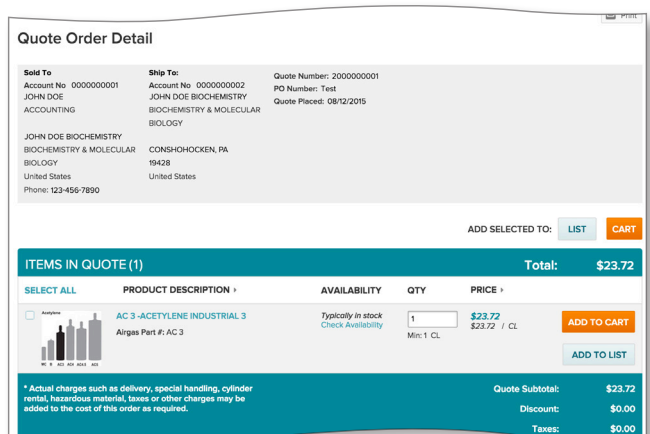 Print
Quote Order Detail
Sold To
Account No 0000000001
JOHN DOE
ACCOUNTING
JOHN DOE BIOCHEMISTRY
BIOCHEMISTRY & MOLECULAR
BIOLOGY
United States
Phone: 123-456-7890
Ship To:
Account No 0000000002
JOHN DOE BIOCHEMISTRY
BIOCHEMISTRY & MOLECULAR
BIOLOGY
CONSHOHOCKEN, PA
19428
United States
Quote Number: 2000000001
PO Number: Test
Quote Placed: 08/12/2015
ADD SELECTED TO: LIST CART
ITEMS IN QUOTE (1) Total: $23.72
SELECT ALL PRODUCT DESCRIPTION AVAILABILITY QTY PRICE
Acetylene
MC B AC1 AC4 AC4.5 AC5
AC 3 -ACETYLENE INDUSTRIAL 3
Airgas Part #: AC 3
Typically in stock
Check Availability
1
Min: 1 CL
$23.72
$23.72 / CL
ADD TO CART
ADD TO LIST
* Actual charges such as delivery, special handling, cylinder
rental, hazardous material, taxes or other charges may be
added to the cost of this order as required.
Quote Subtotal: $23.72
Discount: $0.00
Taxes: $0.00